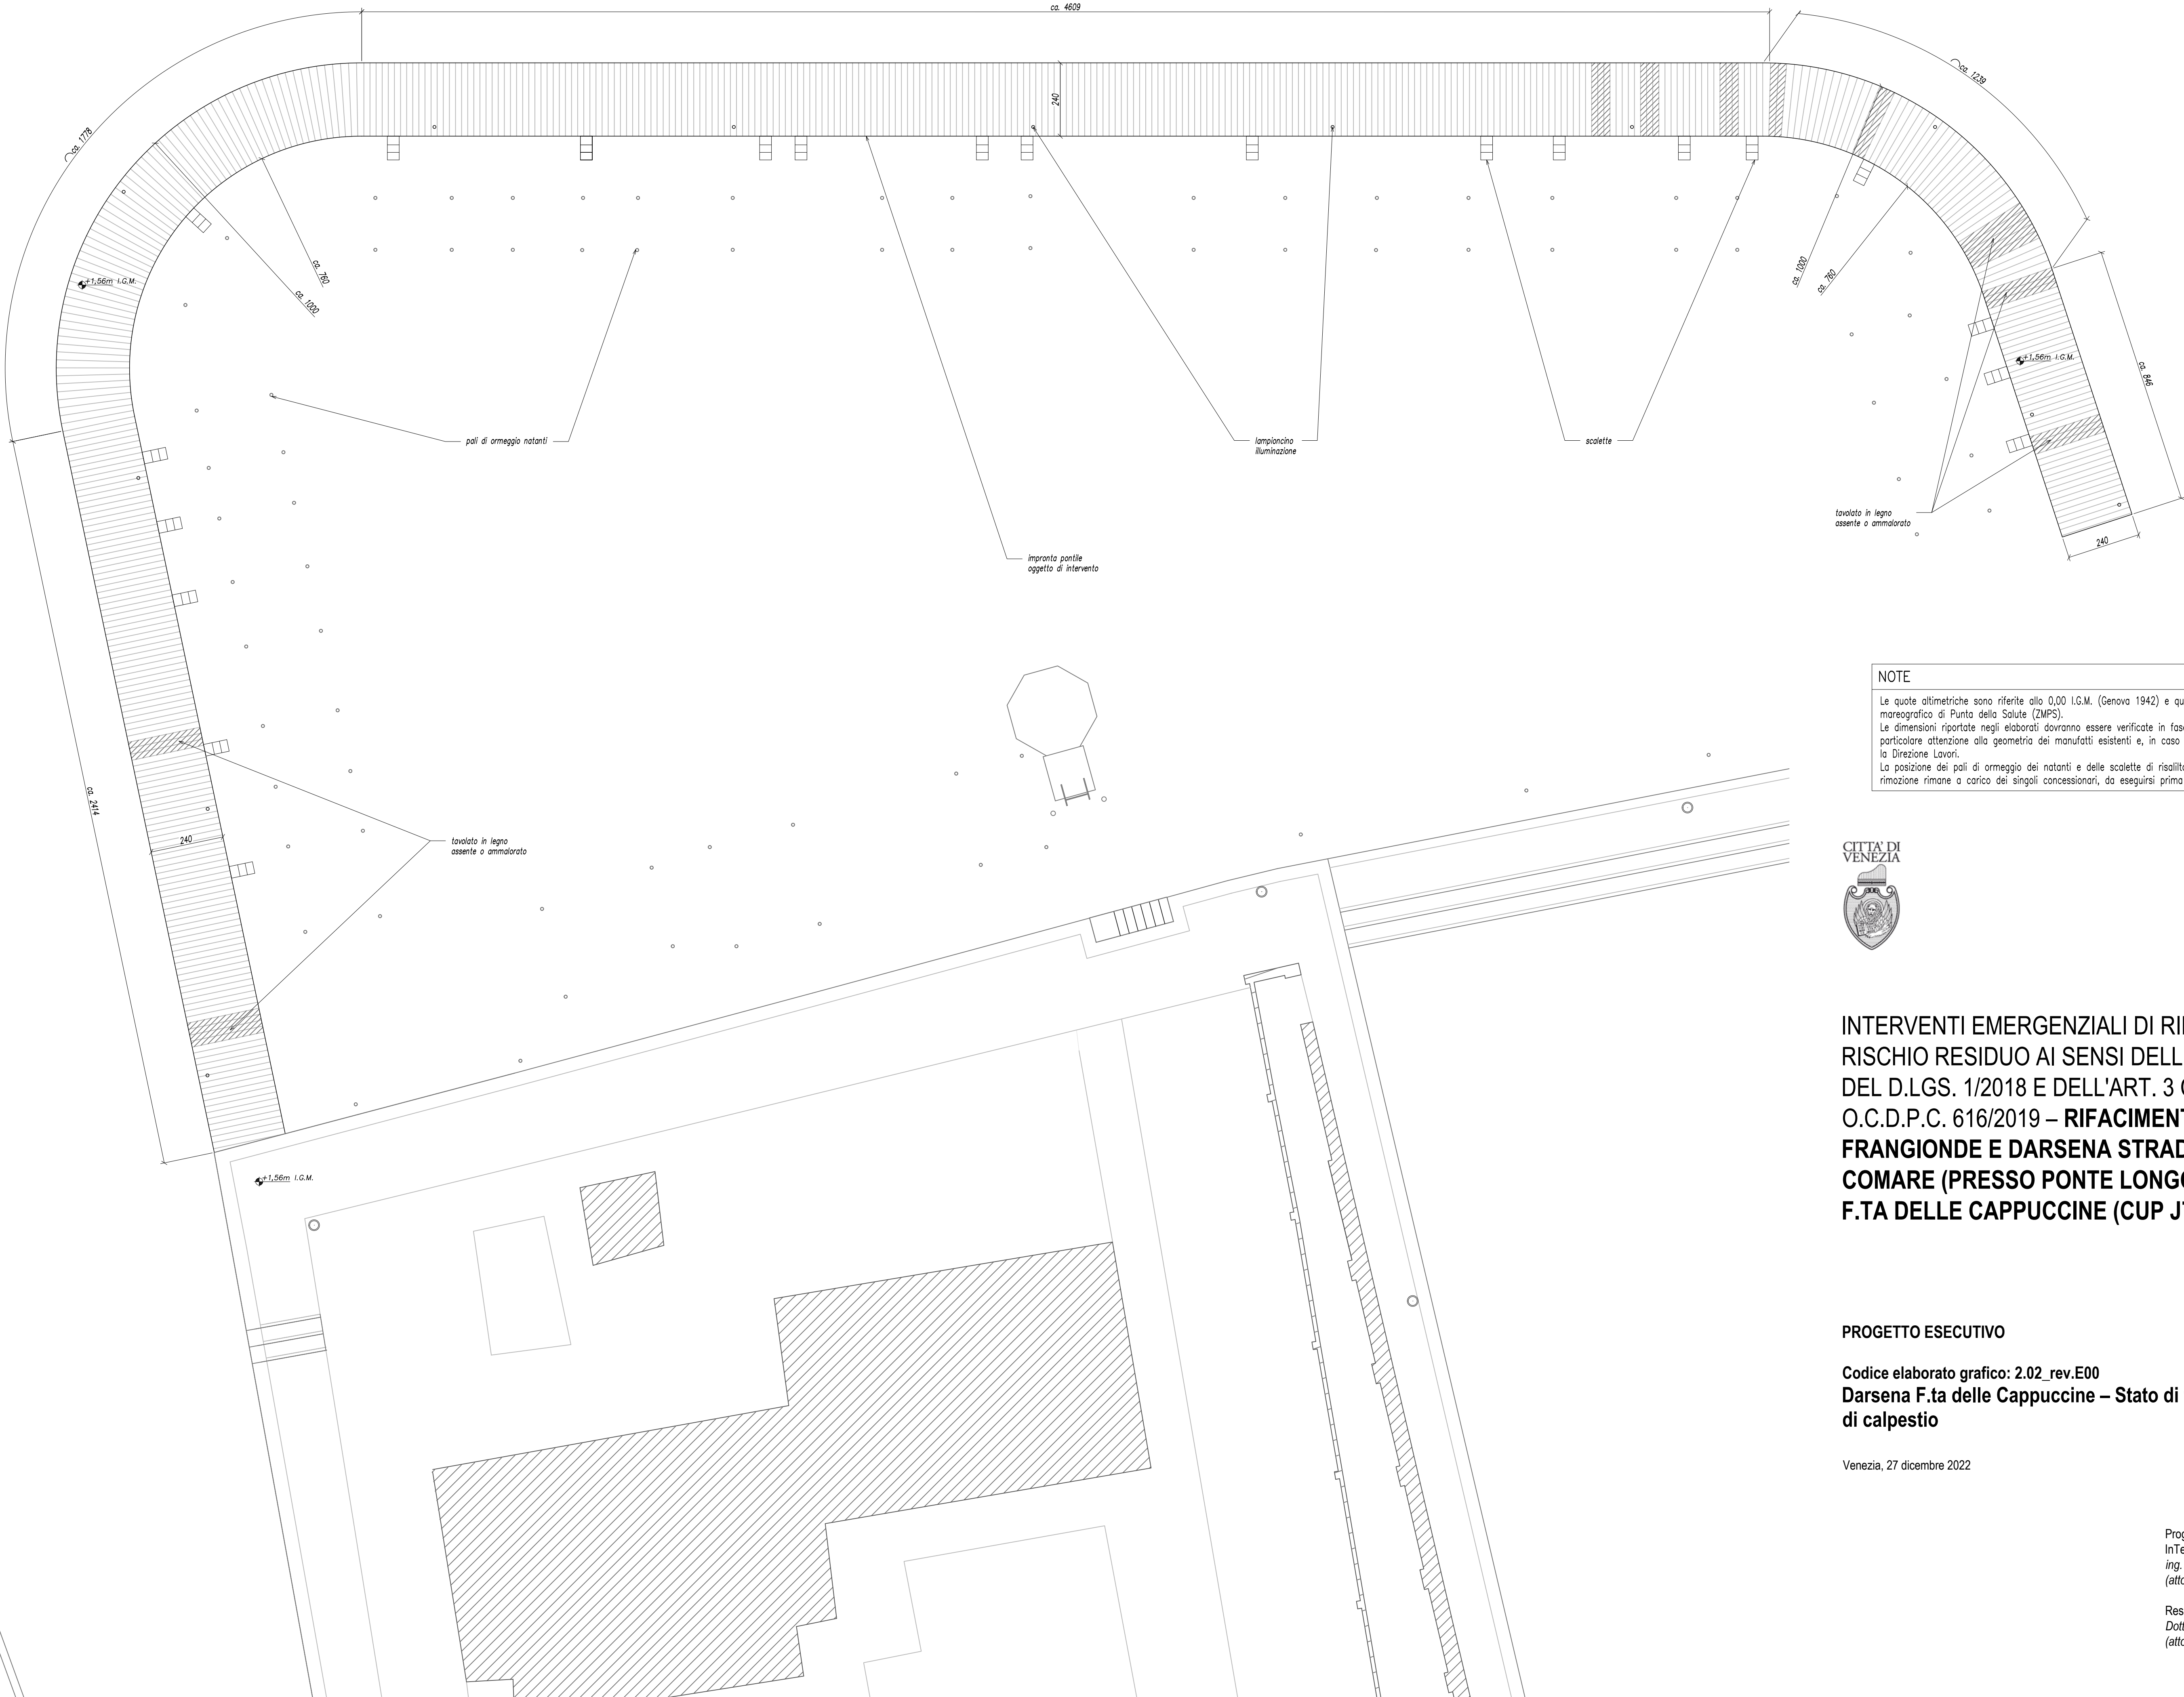 ca. 4609
ca. 1239
240
ca. 1778
ca. 760
ca. 1000
+1,56m I.G.M.
ca. 1000
ca. 760
+1,56m I.G.M.
ca. 846
pali di ormeggio natanti
lampioncino
illuminazione
scalette
tavolato in legno
assente o ammalorato
240
impronta pontile
oggetto di intervento
ca. 2414
240
tavolato in legno
assente o ammalorato
+1,56m I.G.M.
NOTE
Le quote altimetriche sono riferite allo 0,00 I.G.M. (Genova 1942) e
mareografico di Punta della Salute (ZMPS).
Le dimensioni riportate negli elaborati dovranno essere verificate in
particolare attenzione alla geometria dei manufatti esistenti e, in caso
la Direzione Lavori.
La posizione dei pali di ormeggio dei natanti e delle scalette di
rimozione rimane a carico dei singoli concessionari, da eseguirsi prima
CITTA' DI
VENEZIA
INTERVENTI EMERGENZIALI DI
RISCHIO RESIDUO AI SENSI
DEL D.LGS. 1/2018 E DELL'ART. 3
O.C.D.P.C. 616/2019 –
FRANGIONDE E DARSENA
COMARE (PRESSO PONTE
F.TA DELLE CAPPUCCINE (CUP
PROGETTO ESECUTIVO
Codice elaborato grafico: 2.02_rev.E00
Darsena F.ta delle Cappuccine – Stato di
di calpestio
Venezia, 27 dicembre 2022
ing.